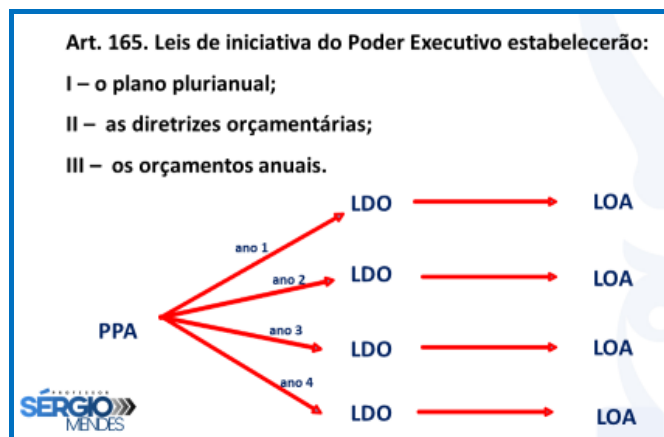 Art. 165. Leis de iniciativa do Poder Executivo estabelecerão:
I – o plano plurianual;
II – as diretrizes orçamentárias;
III – os orçamentos anuais.
LDO LOA
ano 1
LDO LOA
ano 2
PPA
ano 3
LDO LOA
ano 4
LDO LOA
PROFESSOR
SÉRGIO
MENDES